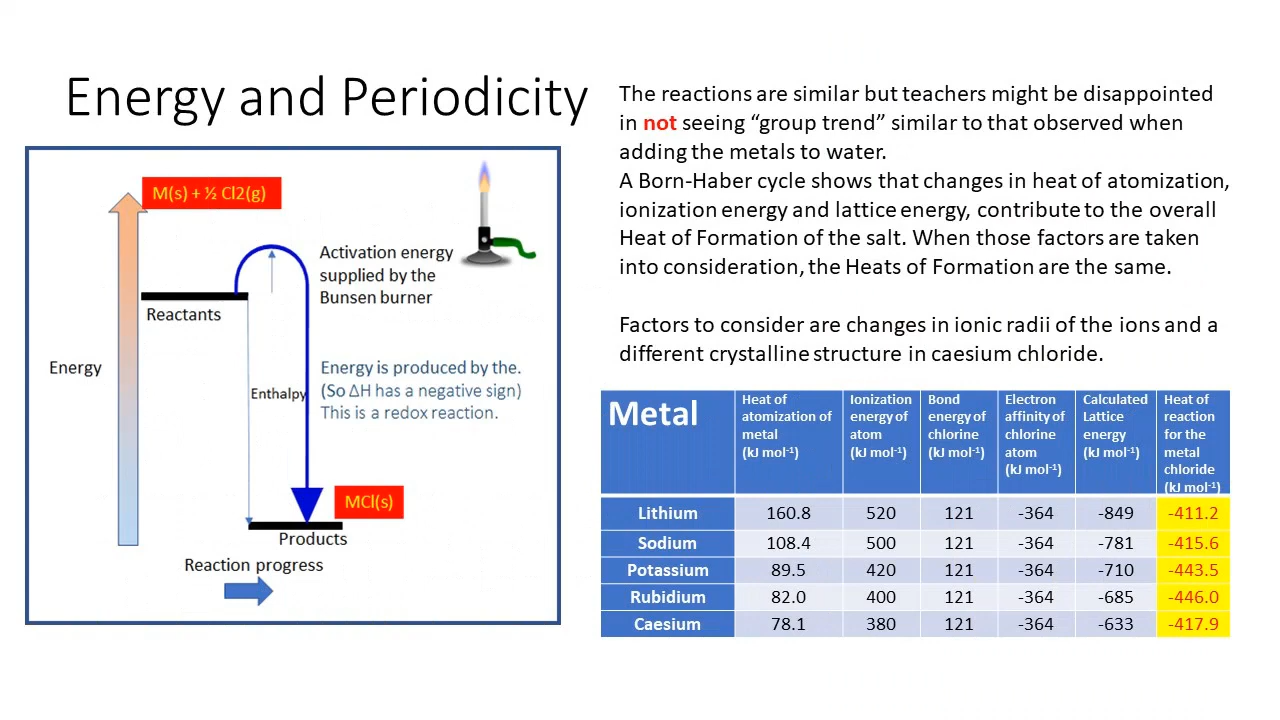 Energy and Periodicity
M(s) + ½ Cl2(g)
Activation energy
supplied by the
Bunsen burner
Reactants
Energy
Enthalpy
Energy is produced by the.
(So ΔH has a negative sign)
This is a redox reaction.
MCl(s)
Products
Reaction progress
The reactions are similar but teachers might be disappointed
in not seeing “group trend” similar to that observed when
adding the metals to water.
A Born-Haber cycle shows that changes in heat of atomization,
ionization energy and lattice energy, contribute to the overall
Heat of Formation of the salt. When those factors are taken
into consideration, the Heats of Formation are the same.
Factors to consider are changes in ionic radii of the ions and a
different crystalline structure in caesium chloride.
Metal
Heat of
atomization of
metal
(kJ mol⁻¹)
Ionization
energy of
atom
(kJ mol⁻¹)
Bond
energy of
chlorine
(kJ mol⁻¹)
Electron
affinity of
chlorine
atom
(kJ mol⁻¹)
Calculated
Lattice
energy
(kJ mol⁻¹)
Heat of
reaction
for the
metal
chloride
(kJ mol⁻¹)
Lithium 160.8 520 121 -364 -849 -411.2
Sodium 108.4 500 121 -364 -781 -415.6
Potassium 89.5 420 121 -364 -710 -443.5
Rubidium 82.0 400 121 -364 -685 -446.0
Caesium 78.1 380 121 -364 -633 -417.9